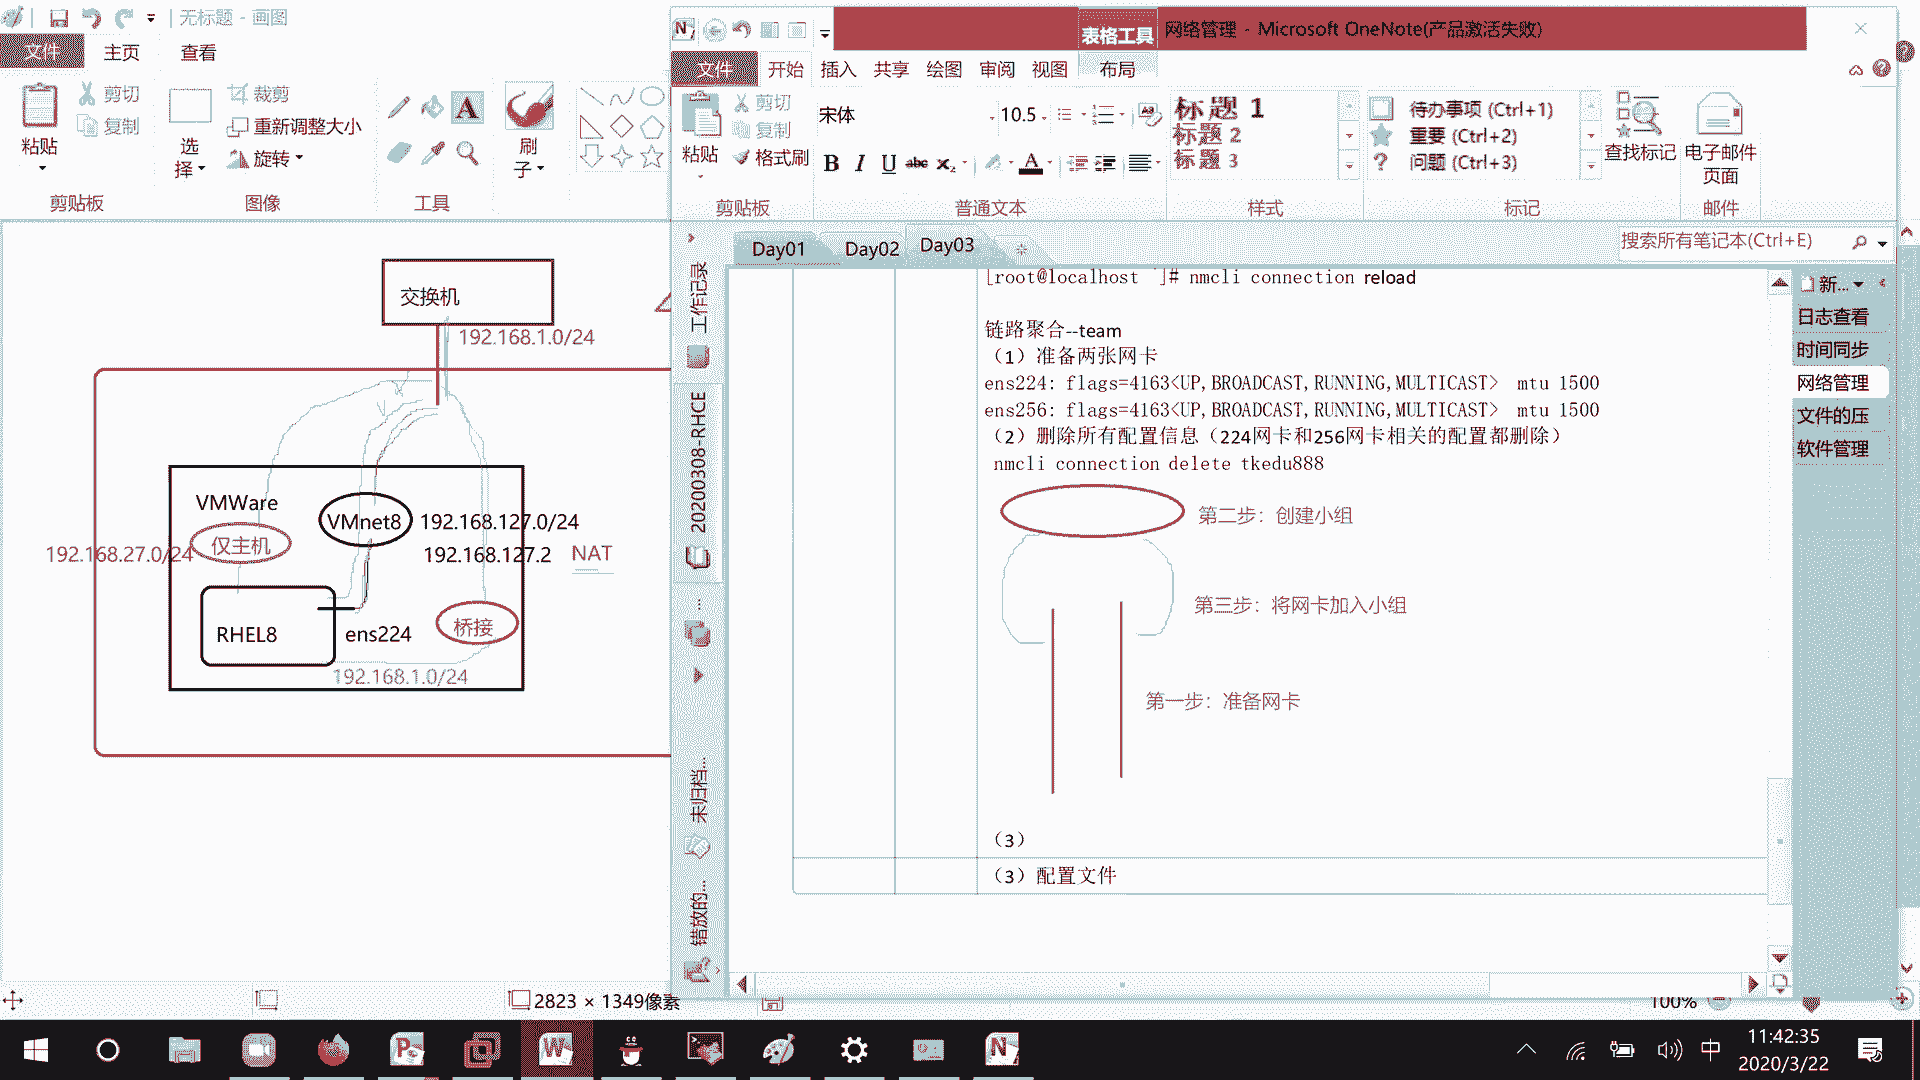 无标题 - 画图
文件 主页 查看
粘贴
剪切
复制
剪贴板
选择
裁剪
重新调整大小
旋转
图像
工具
刷子
交换机
192.168.1.0/24
VMWare
VMnet8 192.168.127.0/24
仅主机
192.168.27.0/24
192.168.127.2 NAT
RHEL8
ens224
桥接
192.168.1.0/24
2823 × 1349像素
100%
表格工具
网络管理 - Microsoft OneNote(产品激活失败)
文件 开始 插入 共享 绘图 审阅 视图 布局
粘贴
剪切
复制
格式刷
剪贴板
宋体 10.5
B I U abc x₂ A
普通文本
标题 1
标题 2
标题 3
样式
待办事项 (Ctrl+1)
重要 (Ctrl+2)
问题 (Ctrl+3)
标记
查找标记
电子邮件页面
邮件
Day01 Day02 Day03
搜索所有笔记本(Ctrl+E)
工作记录
20200308-RHCE
...
未归档...
错放的...
[root@localhost ~]# nmcli connection reload
链路聚合--team
（1）准备两张网卡
ens224: flags=4163<UP,BROADCAST,RUNNING,MULTICAST> mtu 1500
ens256: flags=4163<UP,BROADCAST,RUNNING,MULTICAST> mtu 1500
（2）删除所有配置信息（224网卡和256网卡相关的配置都删除）
nmcli connection delete tkedu888
第二步：创建小组
第三步：将网卡加入小组
第一步：准备网卡
（3）
（3）配置文件
新...
日志查看
时间同步
网络管理
文件的压
软件管理
中
11:42:35
2020/3/22